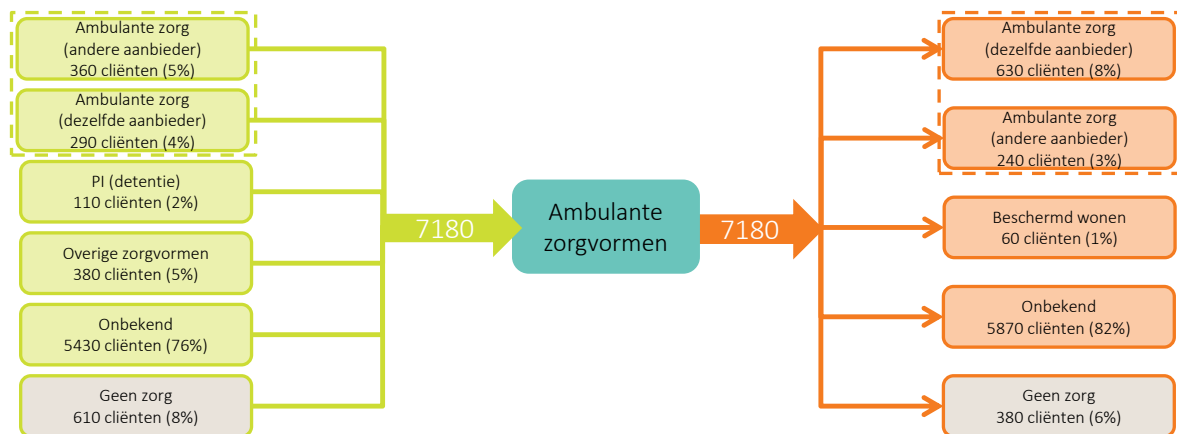 Ambulante zorg
(andere aanbieder)
360 cliënten (5%)
Ambulante zorg
(dezelfde aanbieder)
290 cliënten (4%)
PI (detentie)
110 cliënten (2%)
Overige zorgvormen
380 cliënten (5%)
Onbekend
5430 cliënten (76%)
Geen zorg
610 cliënten (8%)
7180
Ambulante
zorgvormen
7180
Ambulante zorg
(dezelfde aanbieder)
630 cliënten (8%)
Ambulante zorg
(andere aanbieder)
240 cliënten (3%)
Beschermd wonen
60 cliënten (1%)
Onbekend
5870 cliënten (82%)
Geen zorg
380 cliënten (6%)